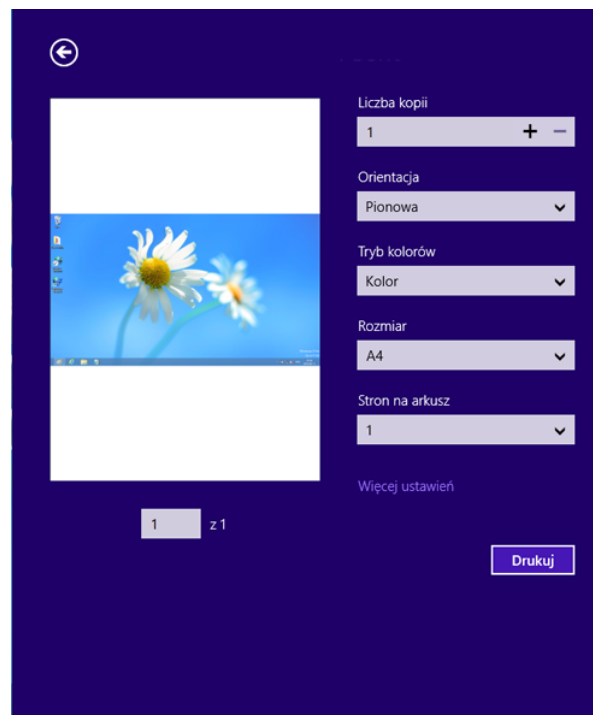 Liczba kopii
1
Orientacja
Pionowa
Tryb kolorów
Kolor
Rozmiar
A4
Stron na arkusz
1
Więcej ustawień
1 z 1
Drukuj